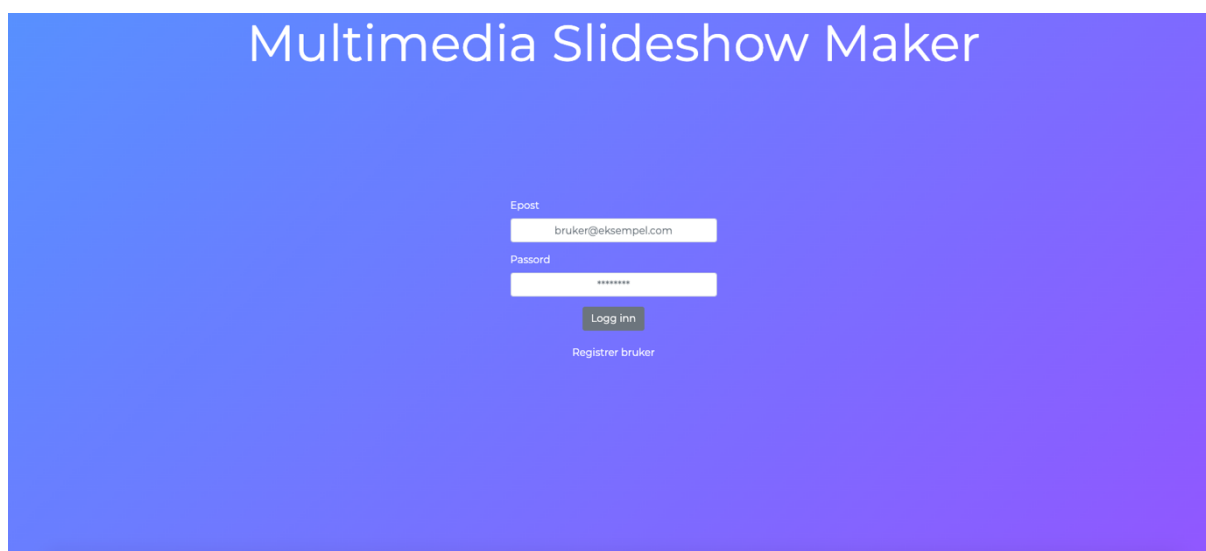 Multimedia Slideshow Maker
Epost
bruker@eksempel.com
Passord
********
Logg inn
Registrer bruker